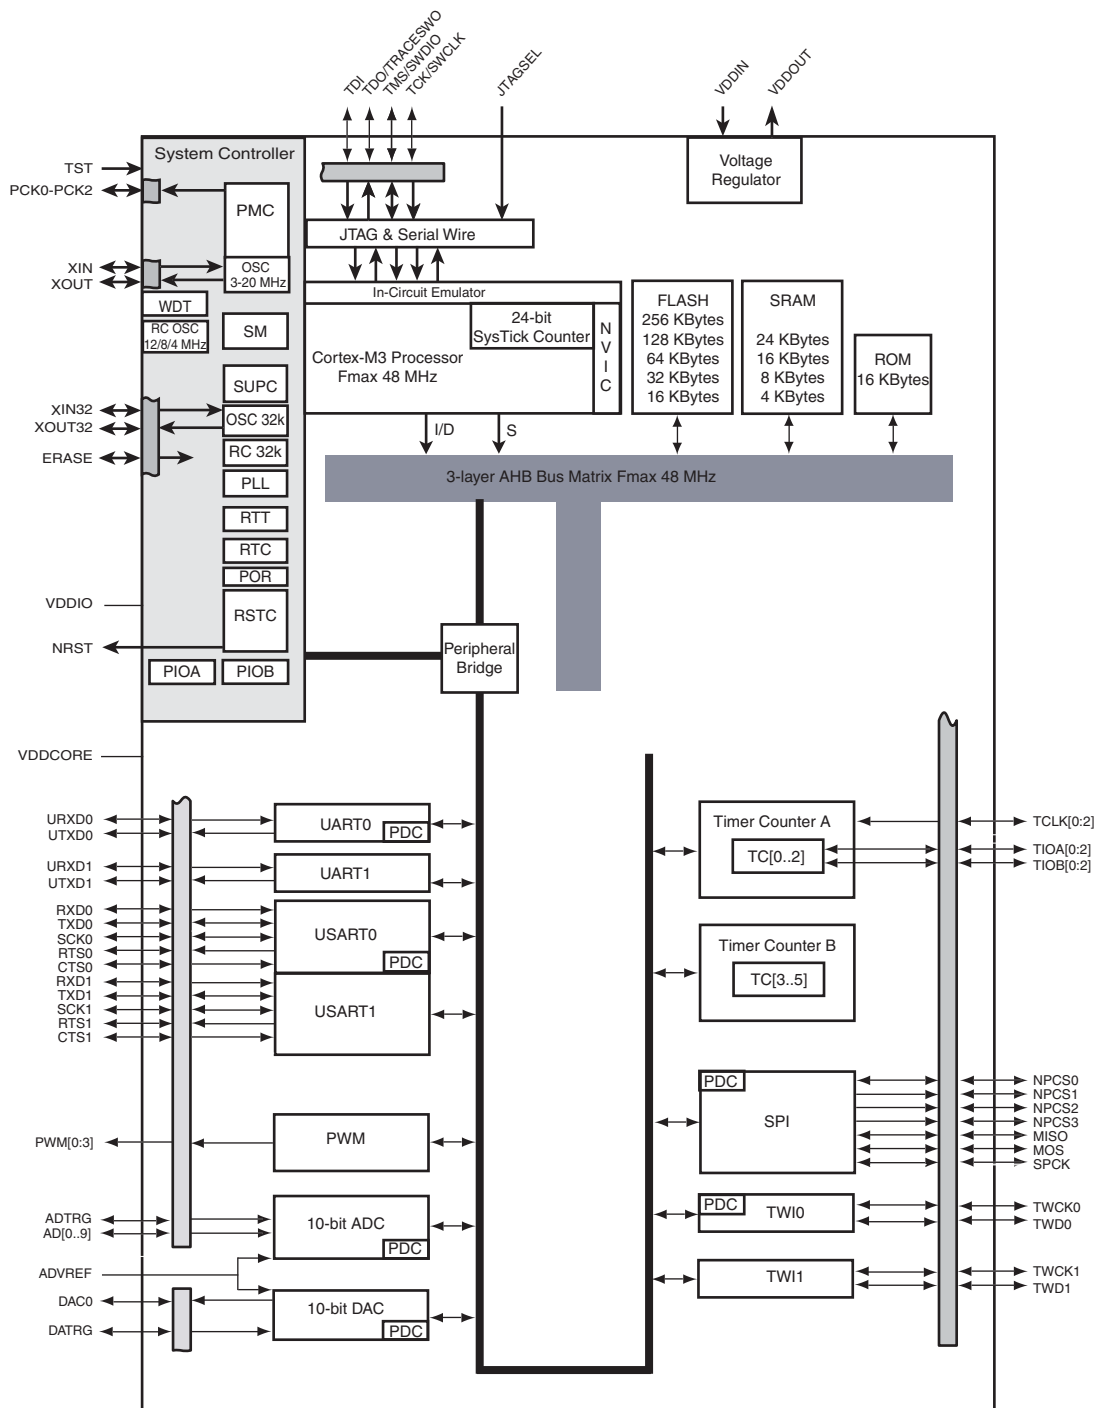 TDI
TDO/TRACESWO
TMS/SWDIO
TCK/SWCLK
JTAGSEL
VDDIN
VDDOUT
System Controller
Voltage
Regulator
TST
PCK0-PCK2
PMC
JTAG & Serial Wire
XIN
XOUT
OSC
3-20 MHz
In-Circuit Emulator
WDT
RC OSC
12/8/4 MHz
SM
24-bit
SysTick Counter
N
V
I
C
Cortex-M3 Processor
Fmax 48 MHz
FLASH
256 KBytes
128 KBytes
64 KBytes
32 KBytes
16 KBytes
SRAM
24 KBytes
16 KBytes
8 KBytes
4 KBytes
ROM
16 KBytes
SUPC
XIN32
XOUT32
OSC 32k
I/D
S
ERASE
RC 32k
PLL
3-layer AHB Bus Matrix Fmax 48 MHz
RTT
RTC
POR
VDDIO
RSTC
NRST
Peripheral
Bridge
PIOA
PIOB
VDDCORE
URXD0
UTXD0
UART0
PDC
URXD1
UTXD1
UART1
RXD0
TXD0
SCK0
RTS0
CTS0
USART0
PDC
RXD1
TXD1
SCK1
RTS1
CTS1
USART1
PWM[0:3]
PWM
ADTRG
AD[0..9]
10-bit ADC
PDC
ADVREF
DAC0
DATRG
10-bit DAC
PDC
Timer Counter A
TC[0..2]
TCLK[0:2]
TIOA[0:2]
TIOB[0:2]
Timer Counter B
TC[3..5]
PDC
SPI
NPCS0
NPCS1
NPCS2
NPCS3
MISO
MOS
SPCK
PDC
TWI0
TWCK0
TWD0
TWI1
TWCK1
TWD1